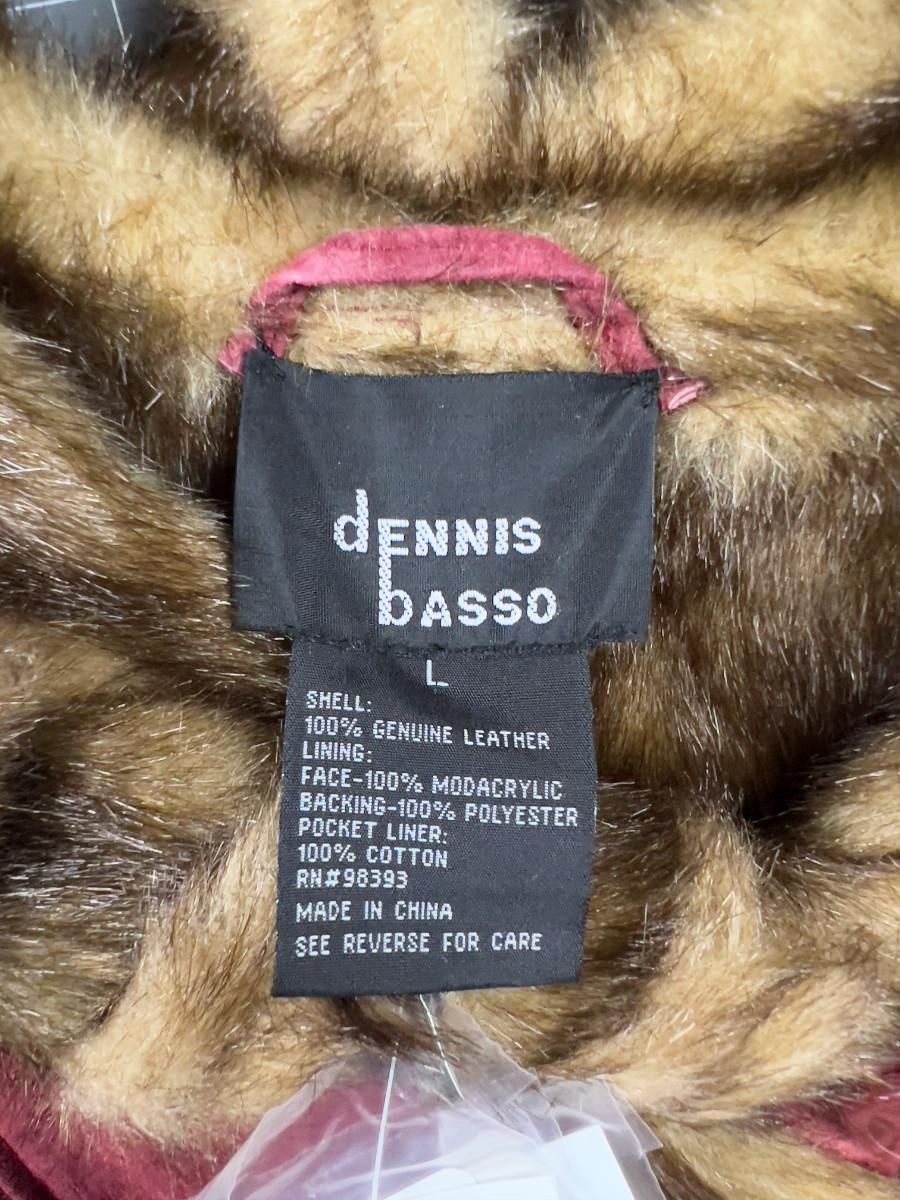 dENNIS
bASSO
L
SHELL:
100% GENUINE LEATHER
LINING:
FACE-100% MODACRYLIC
BACKING-100% POLYESTER
POCKET LINER:
100% COTTON
RN#98393
MADE IN CHINA
SEE REVERSE FOR CARE